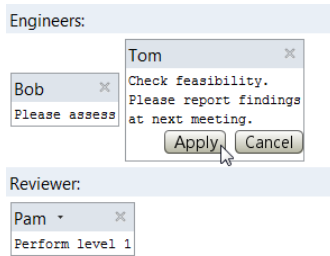 Engineers:
Bob
Please assess
Tom
Check feasibility.
Please report findings
at next meeting.
Apply
Cancel
Reviewer:
Pam
Perform level 1